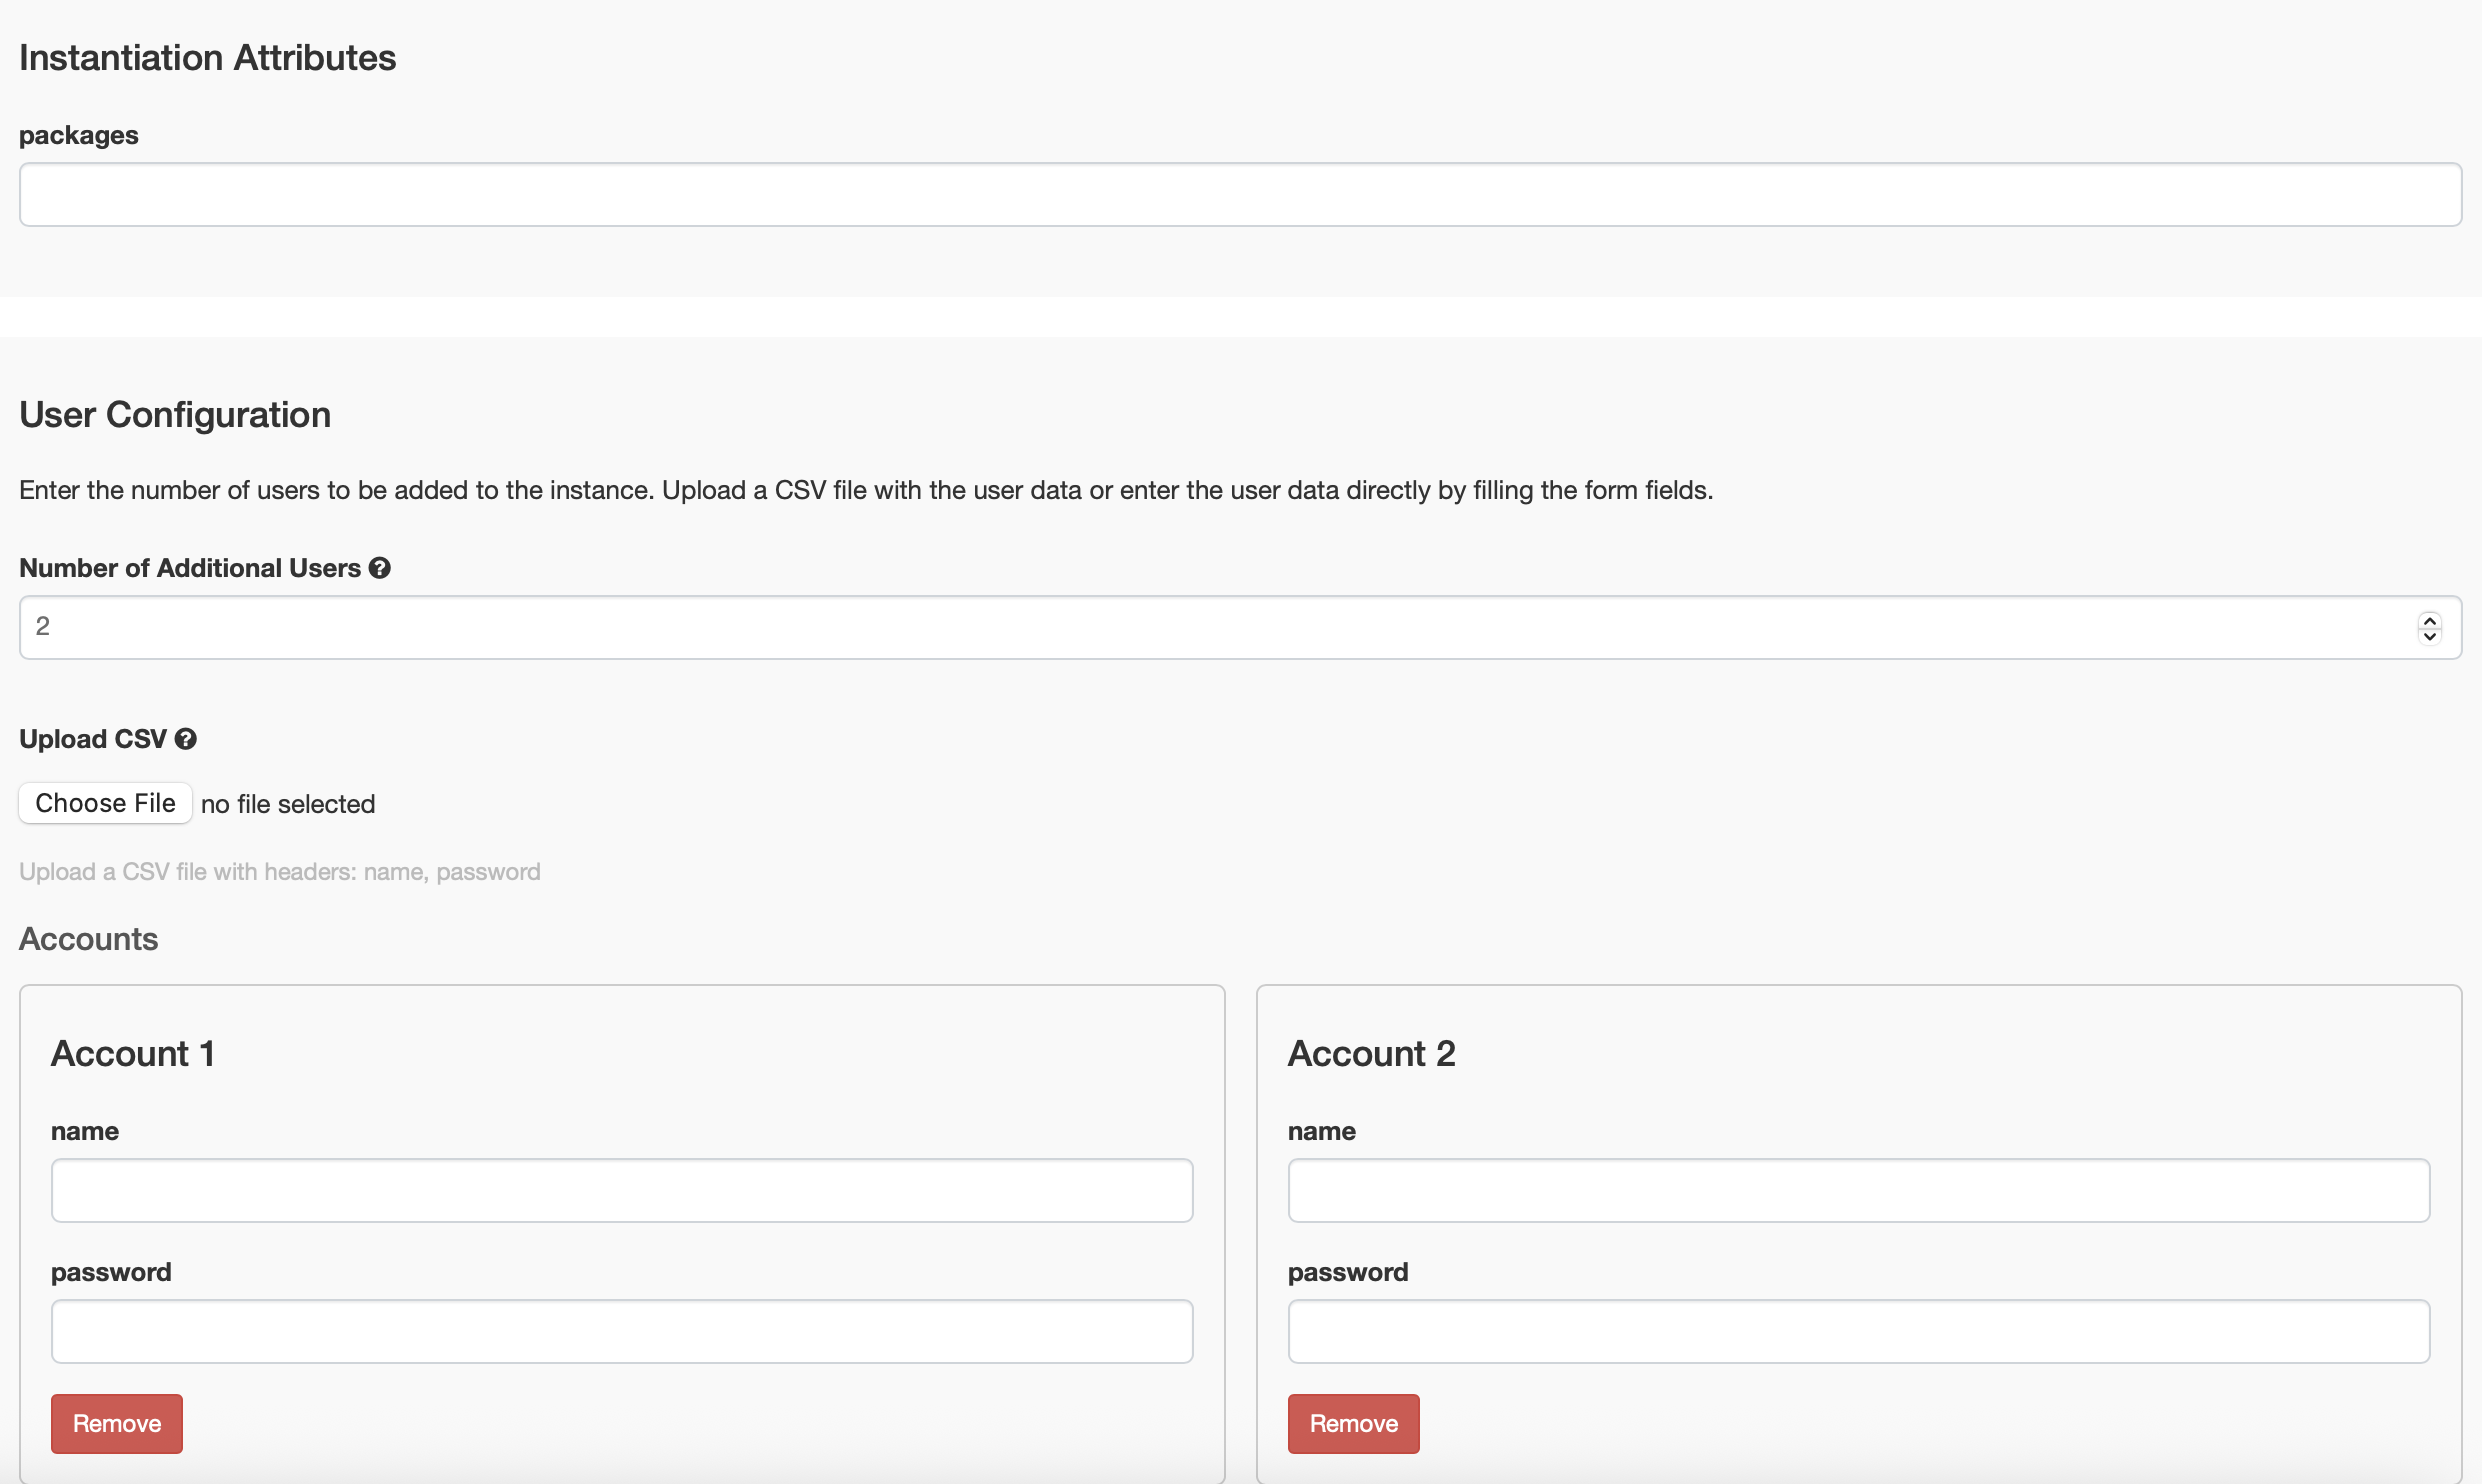 Instantiation Attributes
packages
User Configuration
Enter the number of users to be added to the instance. Upload a CSV file with the user data or enter the user data directly by filling the form fields.
Number of Additional Users
2
Upload CSV
Choose File no file selected
Upload a CSV file with headers: name, password
Accounts
Account 1
name
password
Remove
Account 2
name
password
Remove